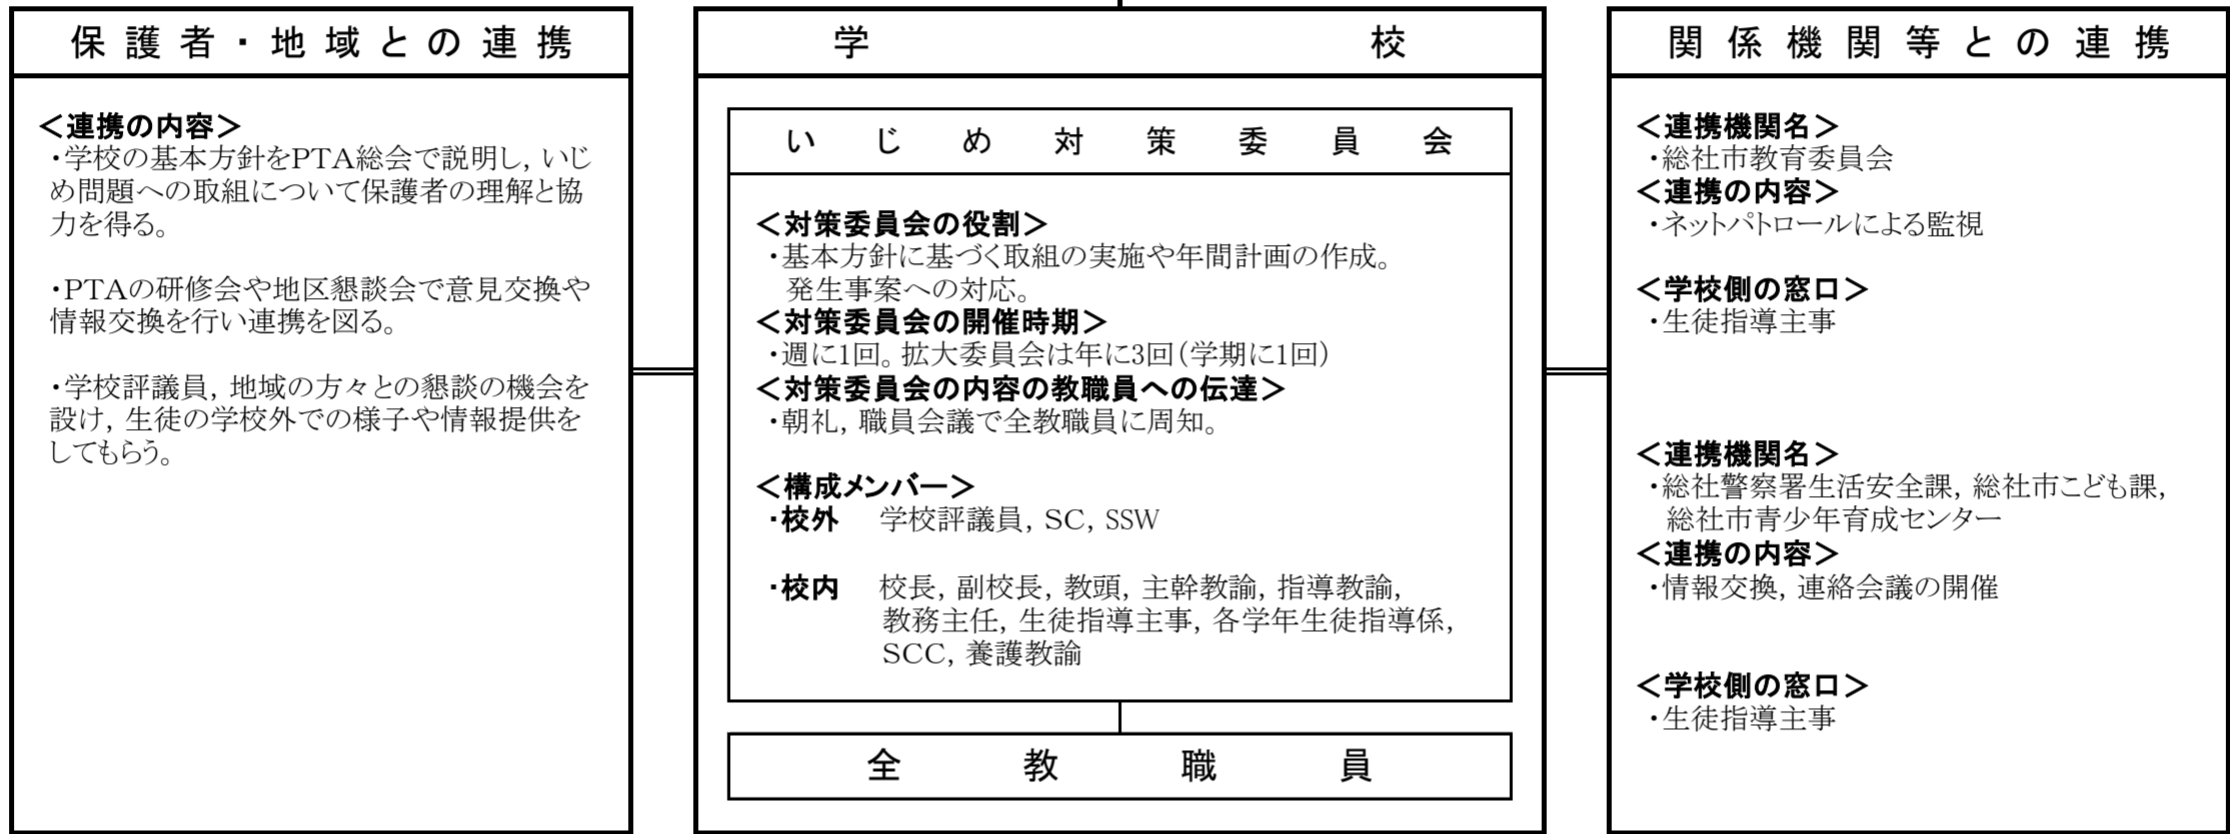 保護者・地域との連携
＜連携の内容＞
・学校の基本方針をPTA総会で説明し，いじ
め問題への取組について保護者の理解と協
力を得る。
・PTAの研修会や地区懇談会で意見交換や
情報交換を行い連携を図る。
・学校評議員，地域の方々との懇談の機会を
設け，生徒の学校外での様子や情報提供を
してもらう。
学校
いじめ対策委員会
＜対策委員会の役割＞
・基本方針に基づく取組の実施や年間計画の作成。
発生事案への対応。
＜対策委員会の開催時期＞
・週に1回。拡大委員会は年に3回（学期に1回）
＜対策委員会の内容の教職員への伝達＞
・朝礼，職員会議で全教職員に周知。
＜構成メンバー＞
・校外　学校評議員，SC，SSW
・校内　校長，副校長，教頭，主幹教諭，指導教諭，
教務主任，生徒指導主事，各学年生徒指導係，
SCC，養護教諭
全教職員
関係機関等との連携
＜連携機関名＞
・総社市教育委員会
＜連携の内容＞
・ネットパトロールによる監視
＜学校側の窓口＞
・生徒指導主事
＜連携機関名＞
・総社警察署生活安全課，総社市こども課，
総社市青少年育成センター
＜連携の内容＞
・情報交換，連絡会議の開催
＜学校側の窓口＞
・生徒指導主事